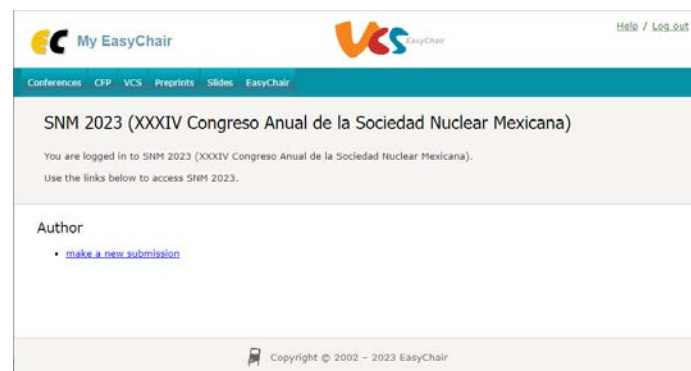 EC My EasyChair
VCS EasyChair
Help / Log out
Conferences CFP VCS Preprints Slides EasyChair
SNM 2023 (XXXIV Congreso Anual de la Sociedad Nuclear Mexicana)
You are logged in to SNM 2023 (XXXIV Congreso Anual de la Sociedad Nuclear Mexicana).
Use the links below to access SNM 2023.
Author
• make a new submission
Copyright © 2002 – 2023 EasyChair